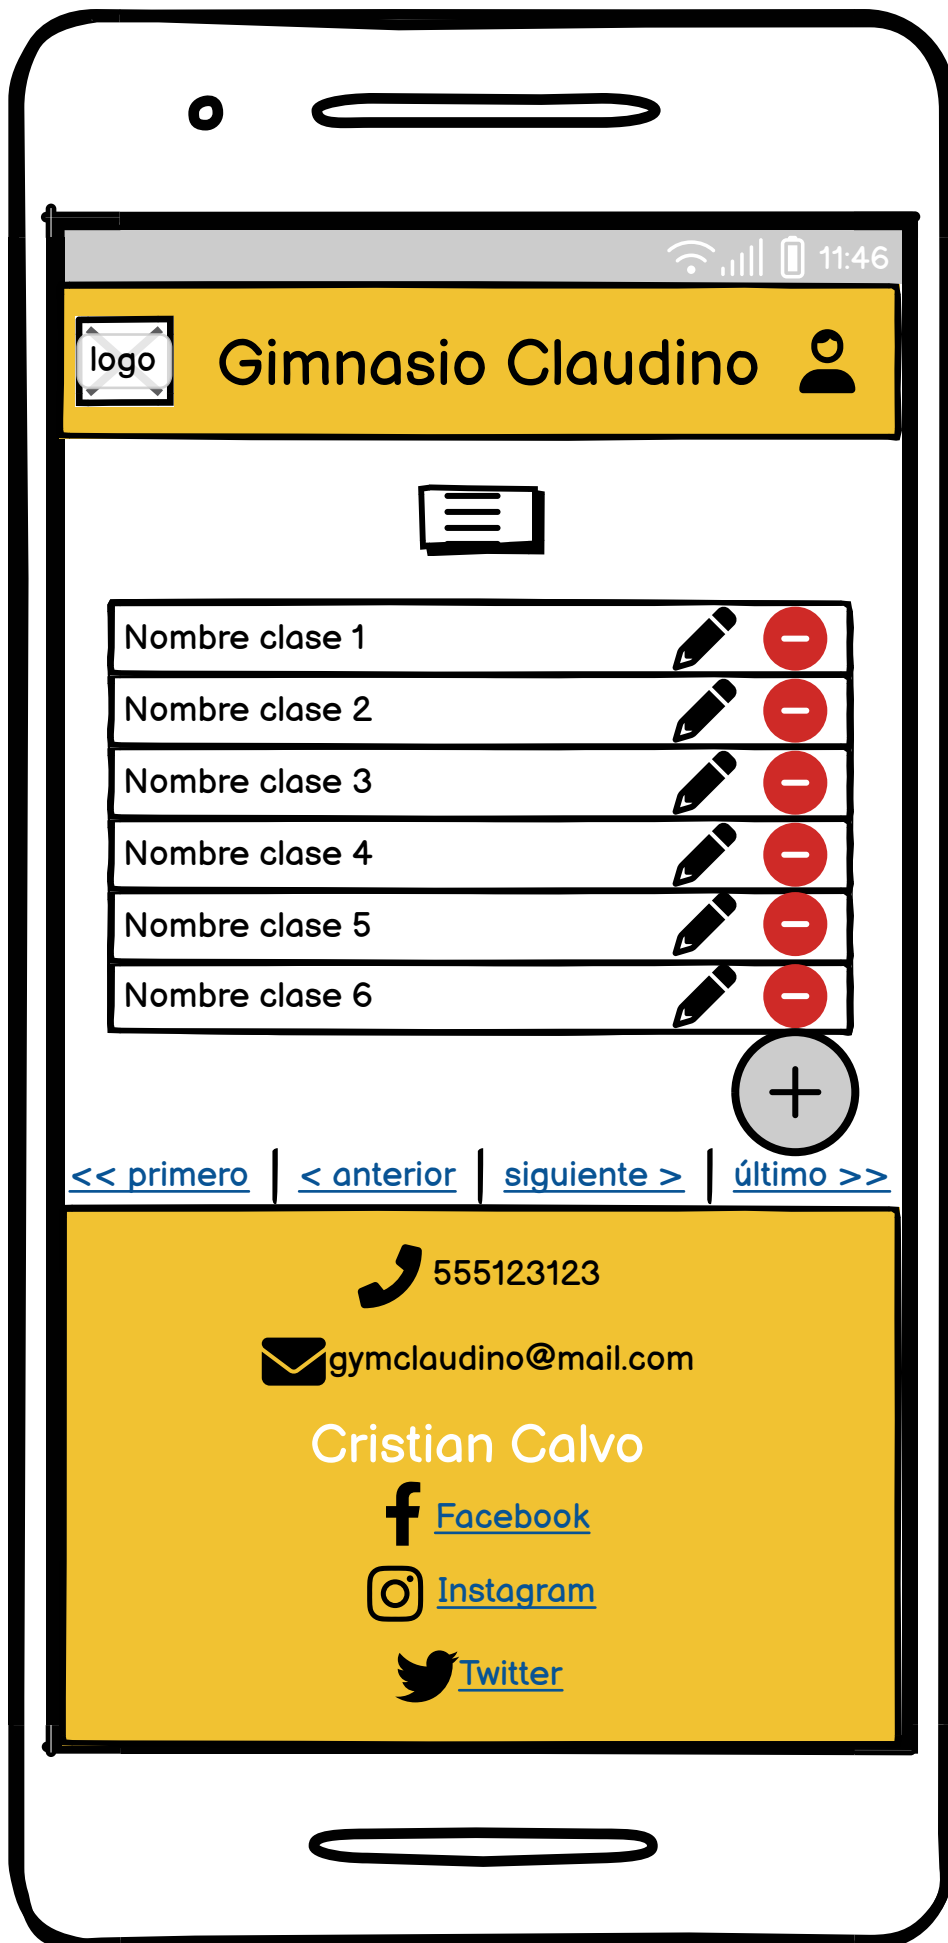 11:46
logo
Gimnasio Claudino
Nombre clase 1
Nombre clase 2
Nombre clase 3
Nombre clase 4
Nombre clase 5
Nombre clase 6
<< primero | < anterior | siguiente > | último >>
555123123
gymclaudino@mail.com
Cristian Calvo
Facebook
Instagram
Twitter